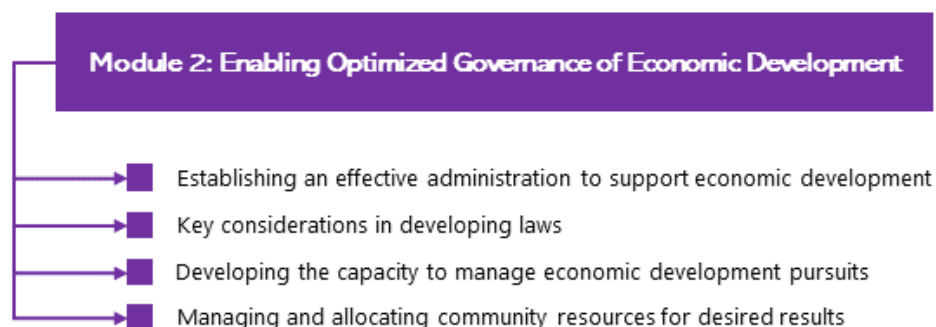 Module 2: Enabling Optimized Governance of Economic Development
Establishing an effective administration to support economic development
Key considerations in developing laws
Developing the capacity to manage economic development pursuits
Managing and allocating community resources for desired results